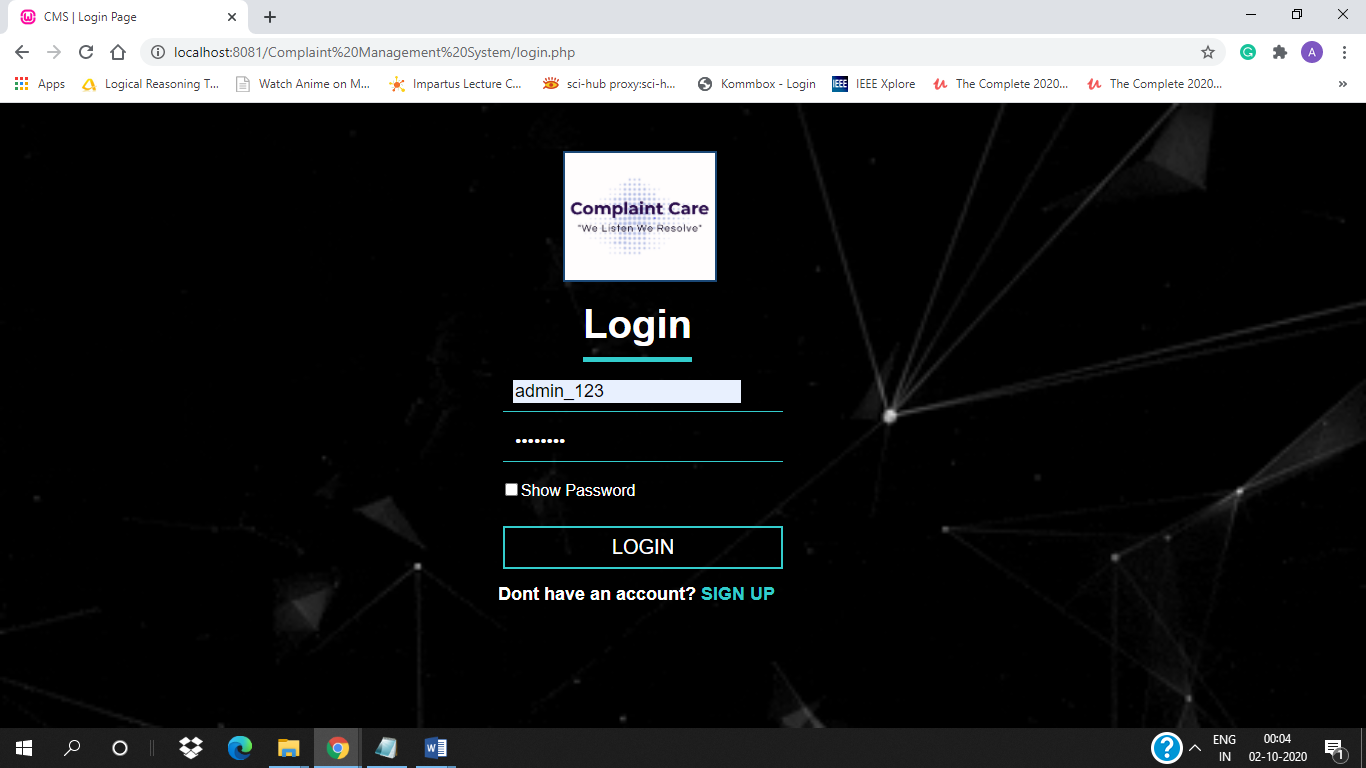 CMS | Login Page
localhost:8081/Complaint%20Management%20System/login.php
A
Apps
Logical Reasoning T...
Watch Anime on M...
Impartus Lecture C...
sci-hub proxy:sci-h...
Kommbox - Login
IEEE
IEEE Xplore
The Complete 2020...
The Complete 2020...
»
Complaint Care
"We Listen We Resolve"
Login
admin_123
••••••••
Show Password
LOGIN
Dont have an account? SIGN UP
ENG
IN
00:04
02-10-2020
1